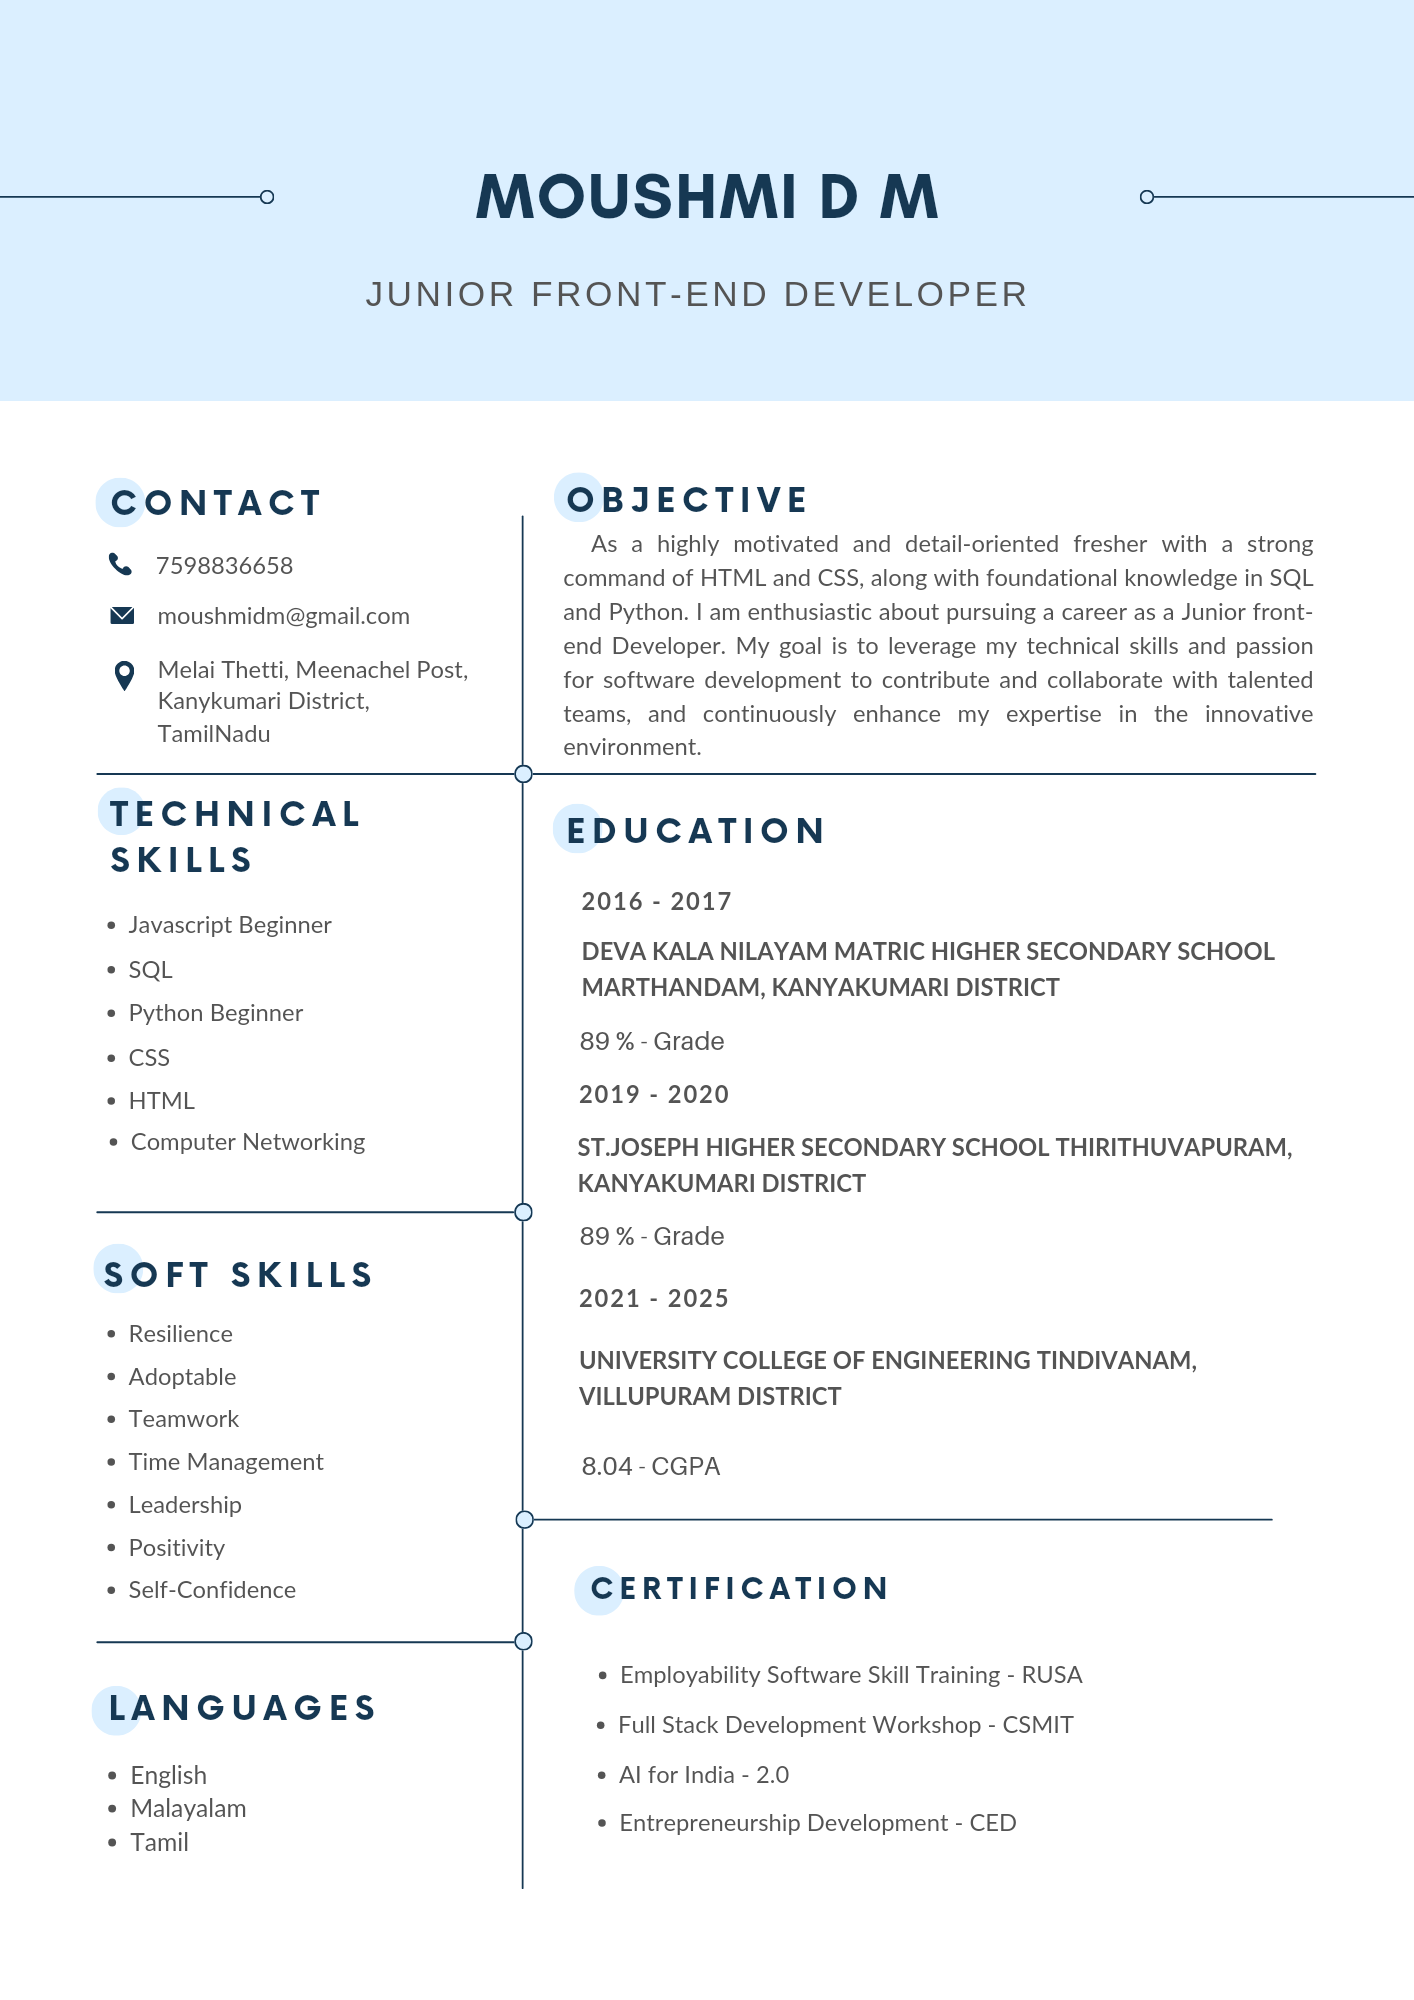 MOUSHMI D M
JUNIOR FRONT-END DEVELOPER
CONTACT
7598836658
moushmidm@gmail.com
Melai Thetti, Meenachel Post,
Kanykumari District,
TamilNadu
TECHNICAL
SKILLS
Javascript Beginner
SQL
Python Beginner
CSS
HTML
Computer Networking
SOFT SKILLS
Resilience
Adoptable
Teamwork
Time Management
Leadership
Positivity
Self-Confidence
LANGUAGES
English
Malayalam
Tamil
OBJECTIVE
As a highly motivated and detail-oriented fresher with a strong
command of HTML and CSS, along with foundational knowledge in SQL
and Python. I am enthusiastic about pursuing a career as a Junior front-
end Developer. My goal is to leverage my technical skills and passion
for software development to contribute and collaborate with talented
teams, and continuously enhance my expertise in the innovative
environment.
EDUCATION
2016 - 2017
DEVA KALA NILAYAM MATRIC HIGHER SECONDARY SCHOOL
MARTHANDAM, KANYAKUMARI DISTRICT
89 % - Grade
2019 - 2020
ST.JOSEPH HIGHER SECONDARY SCHOOL THIRITHUVAPURAM,
KANYAKUMARI DISTRICT
89 % - Grade
2021 - 2025
UNIVERSITY COLLEGE OF ENGINEERING TINDIVANAM,
VILLUPURAM DISTRICT
8.04 - CGPA
CERTIFICATION
Employability Software Skill Training - RUSA
Full Stack Development Workshop - CSMIT
AI for India - 2.0
Entrepreneurship Development - CED